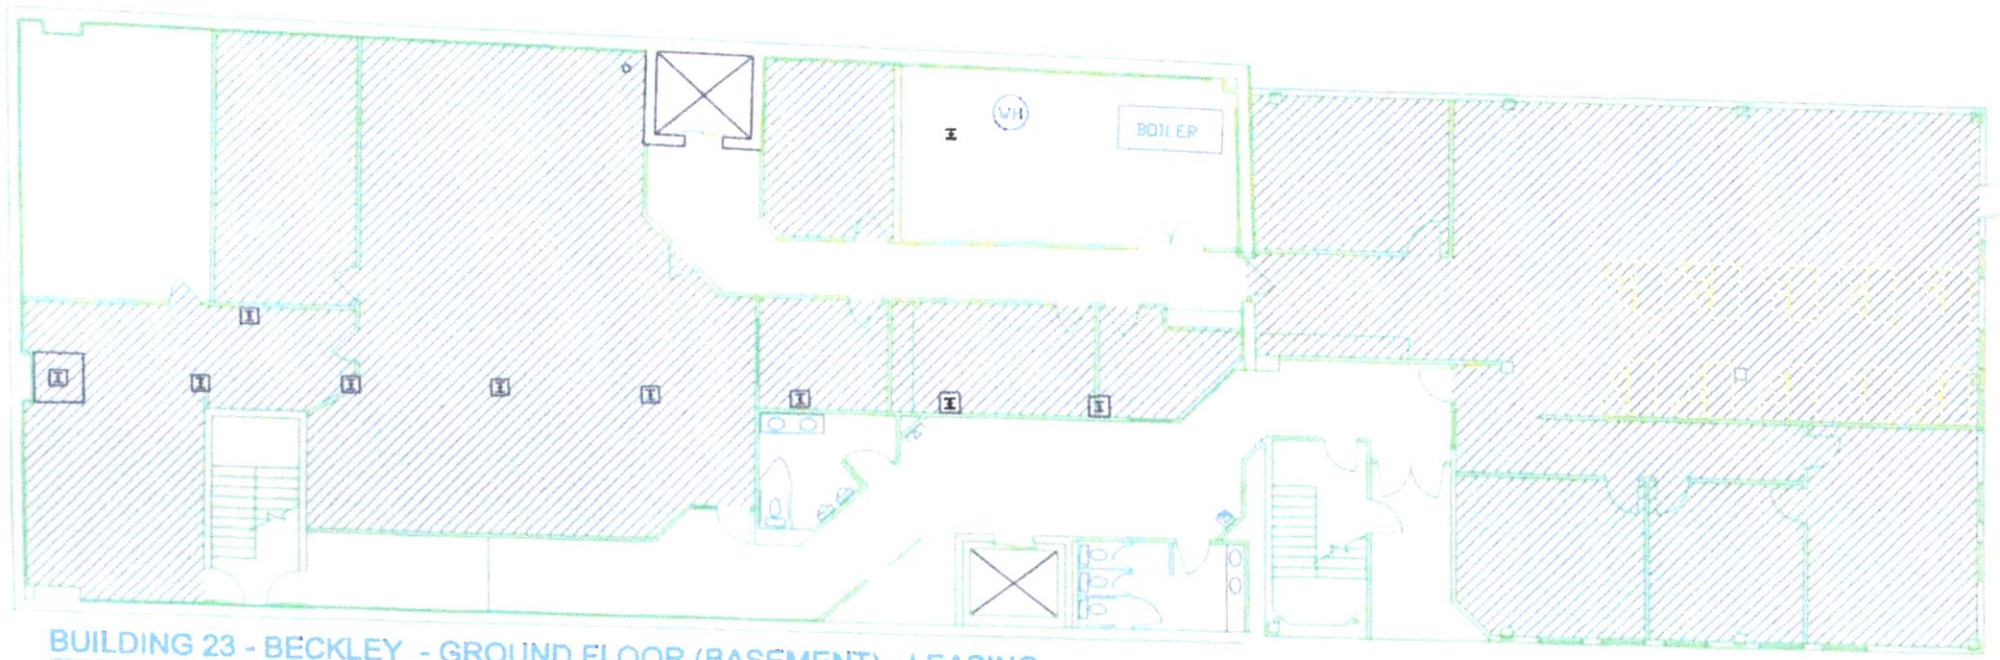 WH
BOILER
BUILDING 23 - BECKLEY - GROUND FLOOR (BASEMENT) - LEASING